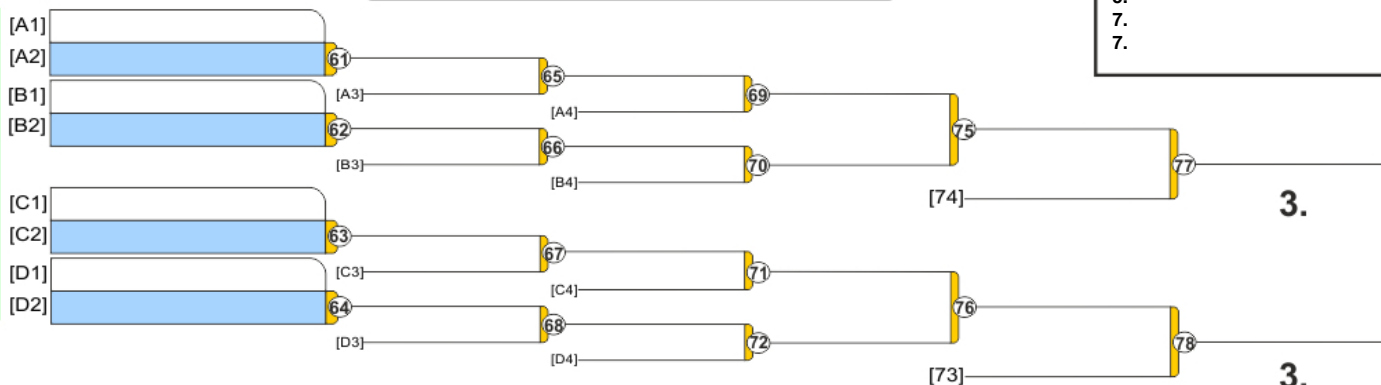 7.
7.
[A1]
[A2]
61
65
[A3]
69
[A4]
[B1]
[B2]
62
66
75
[B3]
70
[B4]
77
[74]
3.
[C1]
[C2]
63
67
[C3]
71
[C4]
[D1]
[D2]
64
76
68
[D3]
72
78
[D4]
[73]
3.